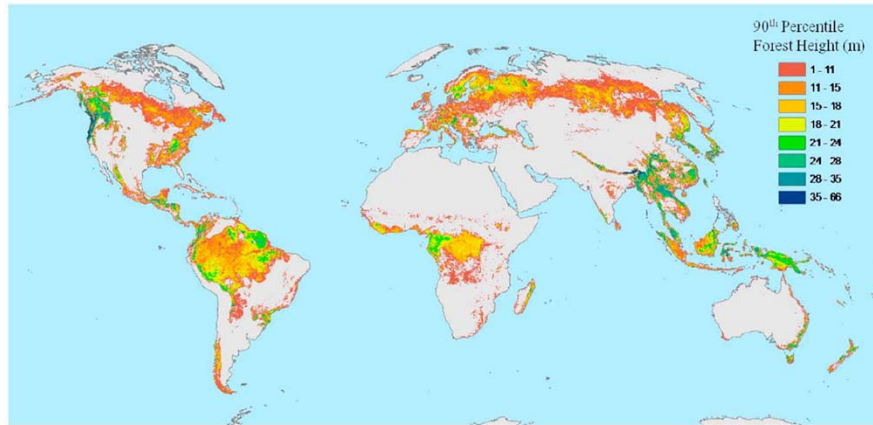 90th Percentile
Forest Height (m)
1 - 11
11 - 15
15 - 18
18 - 21
21 - 24
24 28
28 - 35
35 - 66